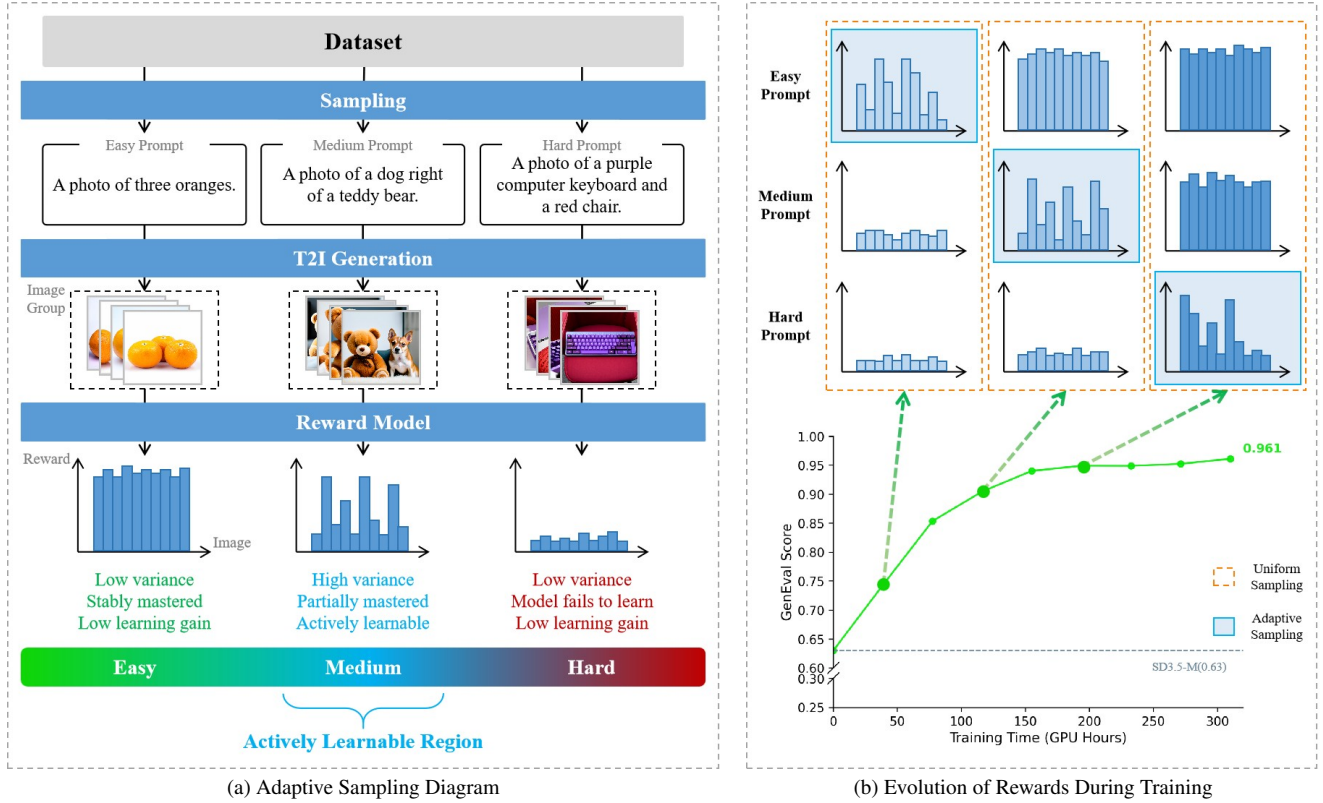 Dataset
Sampling
Easy Prompt
A photo of three oranges.
Medium Prompt
A photo of a dog right
of a teddy bear.
Hard Prompt
A photo of a purple
computer keyboard and
a red chair.
T2I Generation
Image
Group
Reward Model
Reward
Image
Low variance
Stably mastered
Low learning gain
High variance
Partially mastered
Actively learnable
Low variance
Model fails to learn
Low learning gain
Easy
Medium
Hard
Actively Learnable Region
(a) Adaptive Sampling Diagram
Easy
Prompt
Medium
Prompt
Hard
Prompt
1.00
0.95
0.90
0.85
0.80
0.75
0.70
0.65
0.60
0.30
0.25
GenEval Score
0.961
Uniform
Sampling
Adaptive
Sampling
SD3.5-M(0.63)
0
50
100
150
200
250
300
Training Time (GPU Hours)
(b) Evolution of Rewards During Training